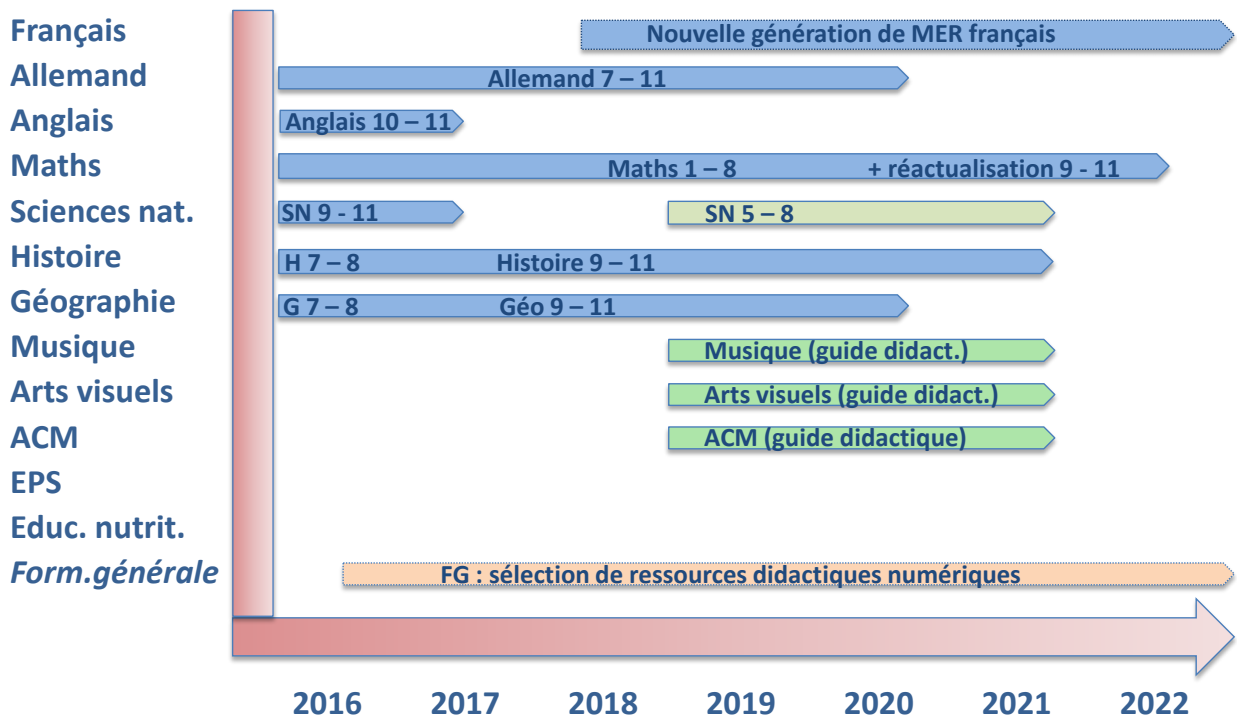 Français Nouvelle génération de MER français
Allemand Allemand 7 – 11
Anglais Anglais 10 – 11
Maths Maths 1 – 8 + réactualisation 9 - 11
Sciences nat. SN 9 - 11 SN 5 – 8
Histoire H 7 – 8 Histoire 9 – 11
Géographie G 7 – 8 Géo 9 – 11
Musique Musique (guide didact.)
Arts visuels Arts visuels (guide didact.)
ACM ACM (guide didactique)
EPS
Educ. nutrit.
Form.générale FG : sélection de ressources didactiques numériques
2016 2017 2018 2019 2020 2021 2022